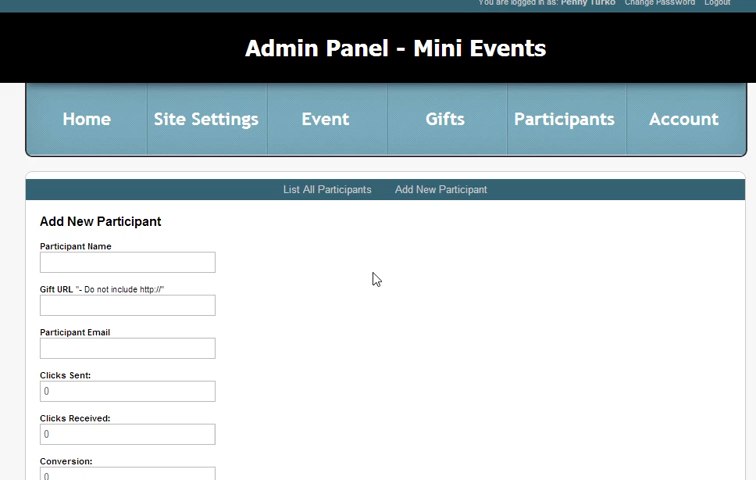 You are logged in as: Penny Turko Change Password Logout
Admin Panel - Mini Events
Home Site Settings Event Gifts Participants Account
List All Participants Add New Participant
Add New Participant
Participant Name
Gift URL "- Do not include http://"
Participant Email
Clicks Sent:
0
Clicks Received:
0
Conversion:
0